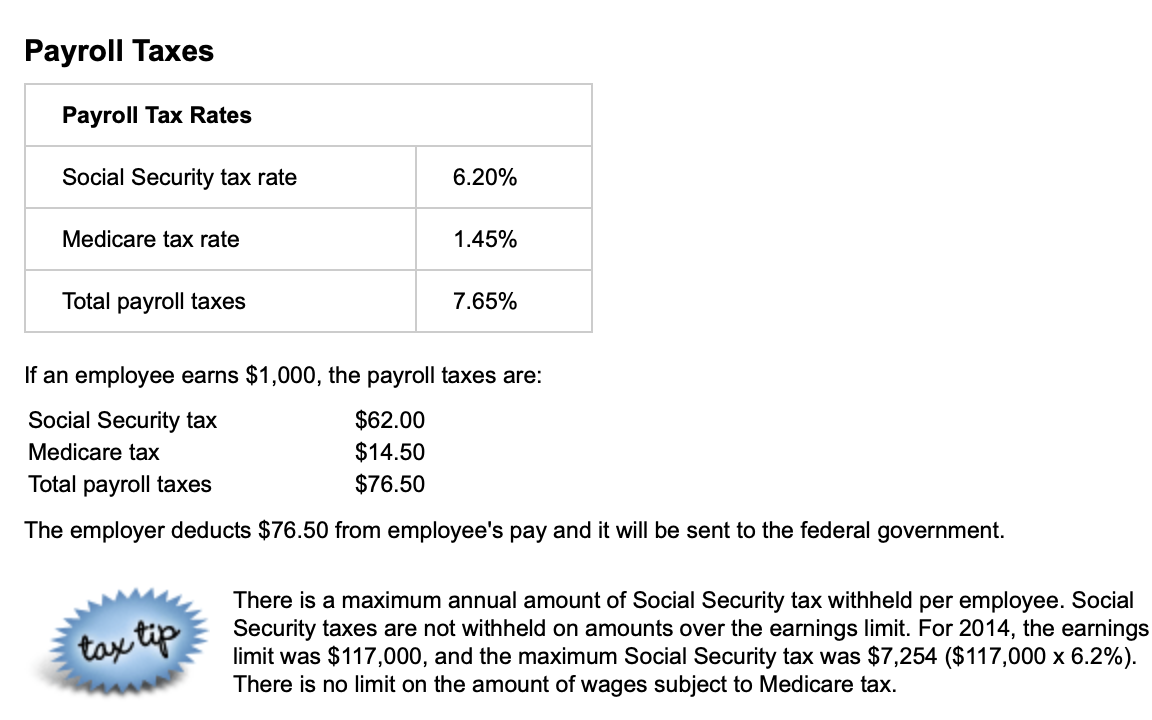 Payroll Taxes
Payroll Tax Rates
Social Security tax rate 6.20%
Medicare tax rate 1.45%
Total payroll taxes 7.65%
If an employee earns $1,000, the payroll taxes are:
Social Security tax $62.00
Medicare tax $14.50
Total payroll taxes $76.50
The employer deducts $76.50 from employee's pay and it will be sent to the federal government.
tax tip
There is a maximum annual amount of Social Security tax withheld per employee. Social
Security taxes are not withheld on amounts over the earnings limit. For 2014, the earnings
limit was $117,000, and the maximum Social Security tax was $7,254 ($117,000 x 6.2%).
There is no limit on the amount of wages subject to Medicare tax.